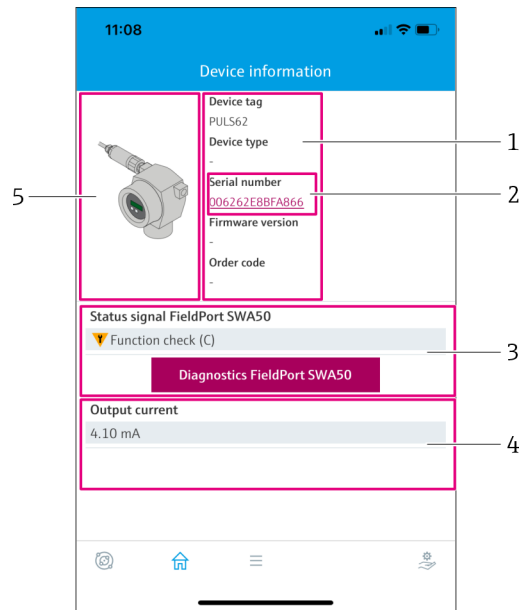 11:08
Device information
Device tag
PULS62
Device type
-
Serial number
006262E8BFA866
Firmware version
-
Order code
-
Status signal FieldPort SWA50
Function check (C)
Diagnostics FieldPort SWA50
Output current
4.10 mA
1
2
3
4
5